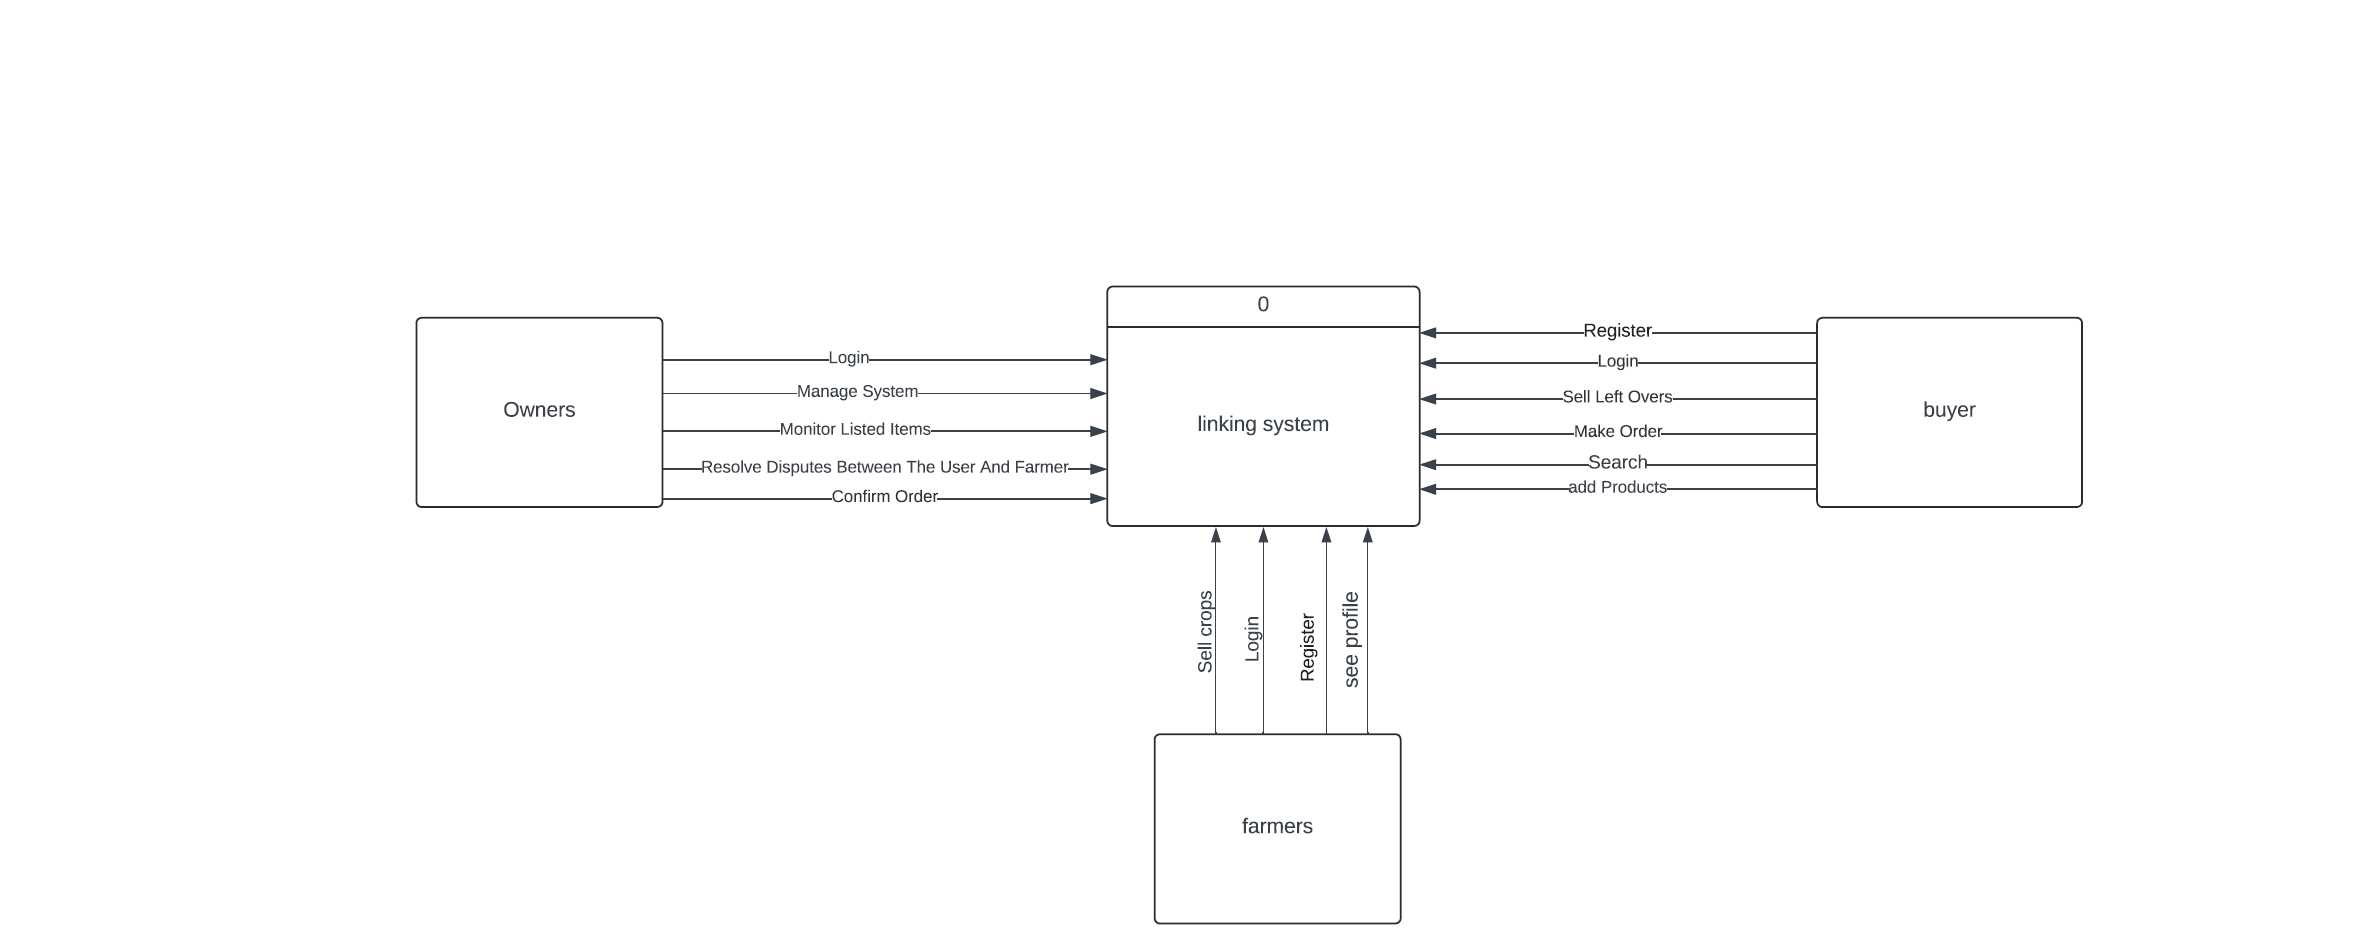 0
linking system
Owners
Login
Manage System
Monitor Listed Items
Resolve Disputes Between The User And Farmer
Confirm Order
Register
Login
Sell Left Overs
Make Order
Search
add Products
buyer
Sell crops
Login
Register
see profile
farmers